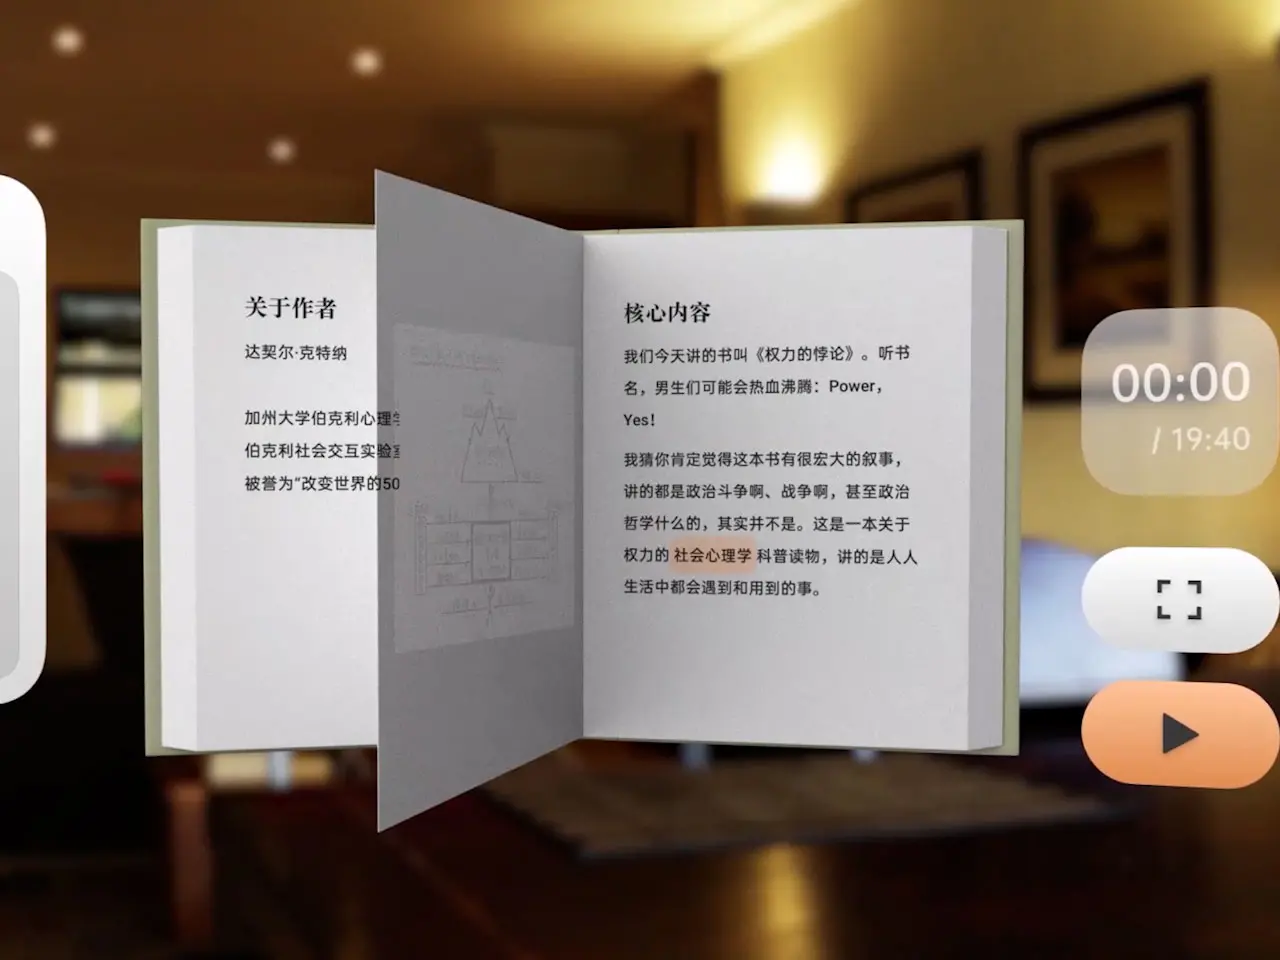 关于作者
达契尔·克特纳
加州大学伯克利心理学
伯克利社会交互实验室
被誉为“改变世界的50
核心内容
我们今天讲的书叫《权力的悖论》。听书
名，男生们可能会热血沸腾：Power，
Yes！
我猜你肯定觉得这本书有很宏大的叙事，
讲的都是政治斗争啊、战争啊，甚至政治
哲学什么的，其实并不是。这是一本关于
权力的 社会心理学 科普读物，讲的是人人
生活中都会遇到和用到的事。
00:00
/ 19:40